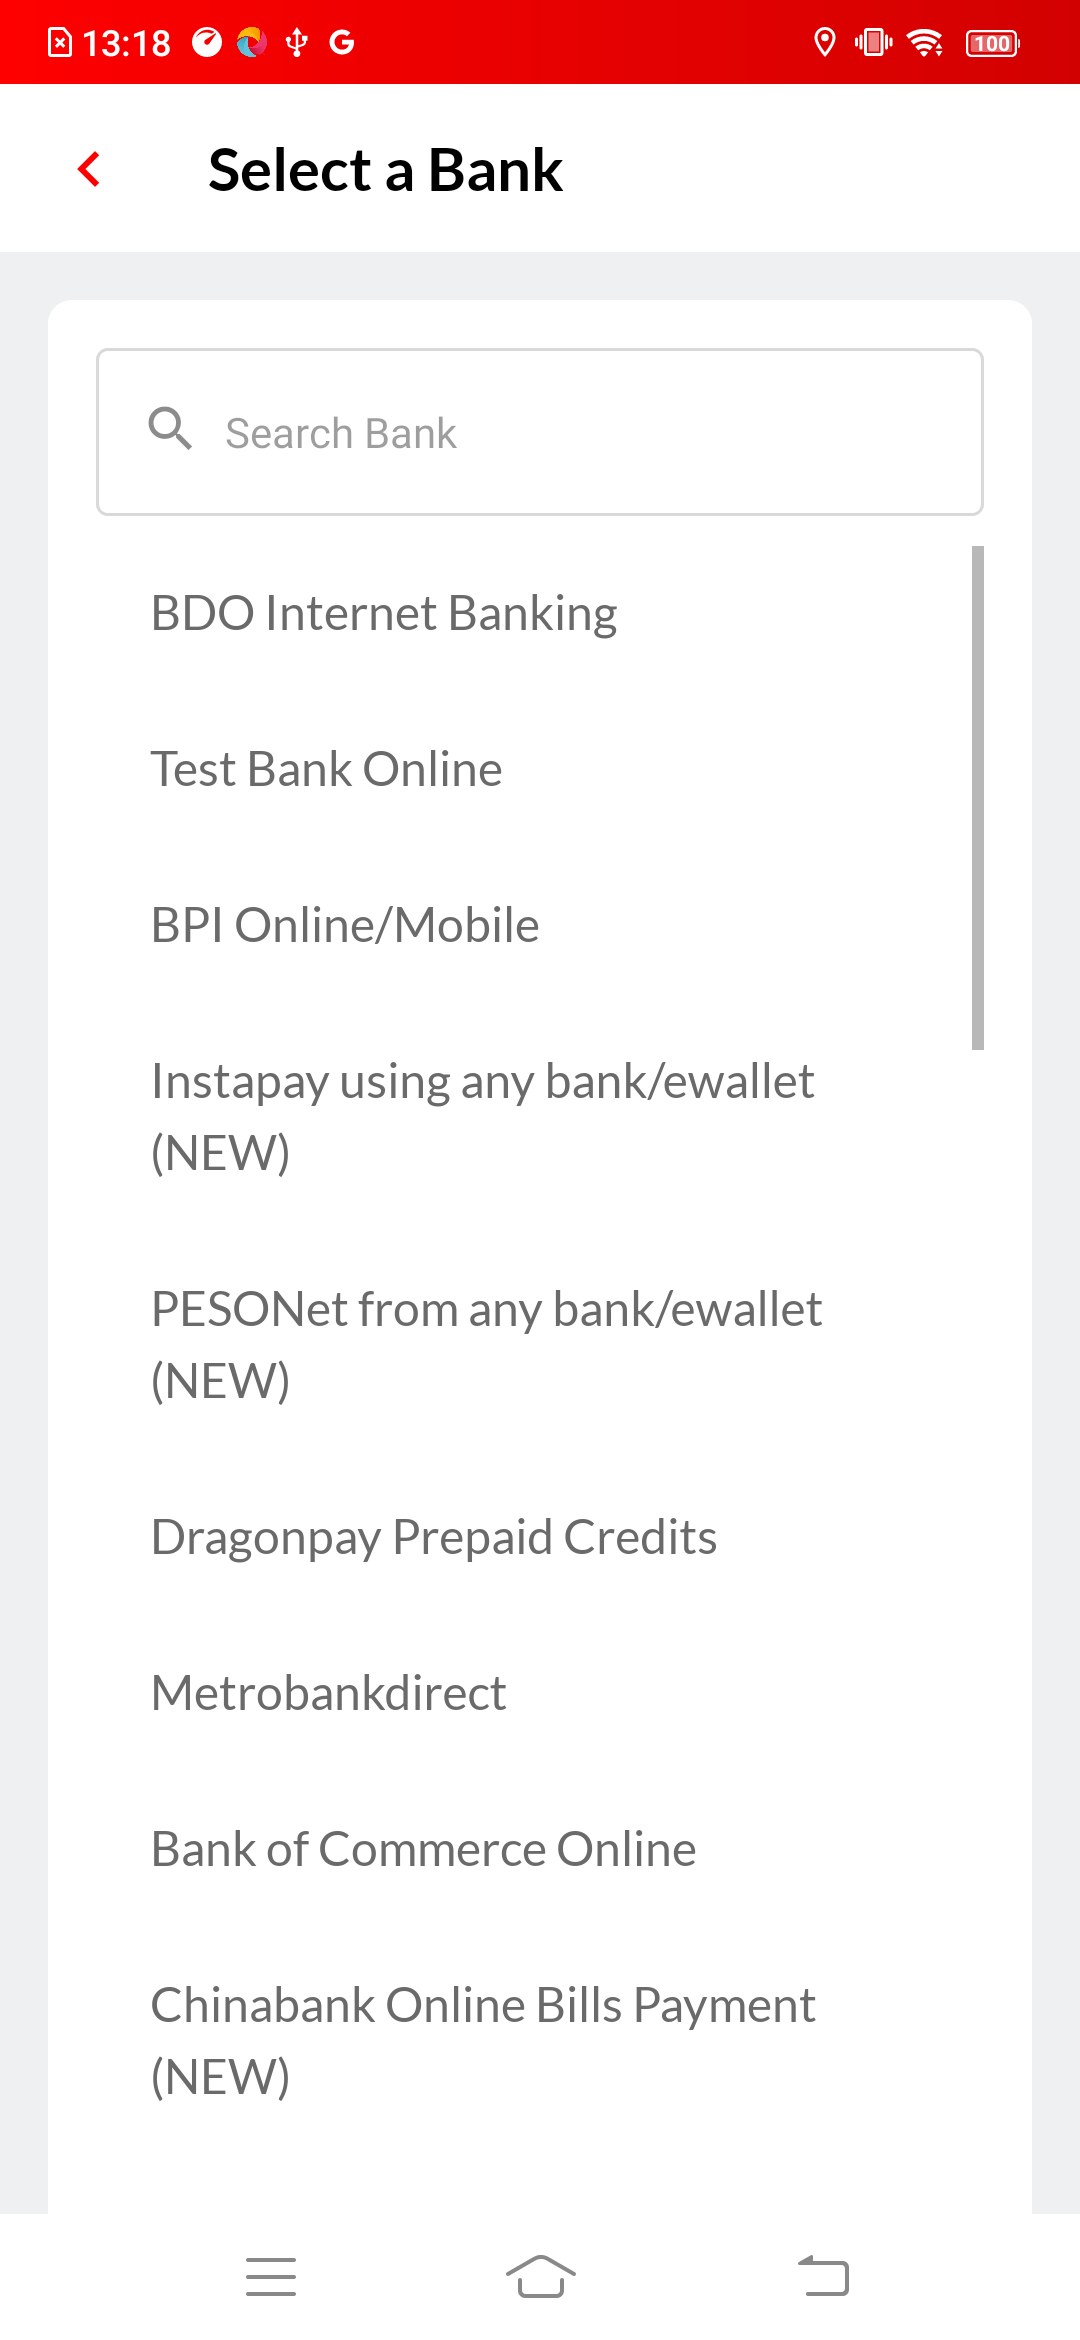 13:18
100
Select a Bank
Search Bank
BDO Internet Banking
Test Bank Online
BPI Online/Mobile
Instapay using any bank/ewallet
(NEW)
PESONet from any bank/ewallet
(NEW)
Dragonpay Prepaid Credits
Metrobankdirect
Bank of Commerce Online
Chinabank Online Bills Payment
(NEW)